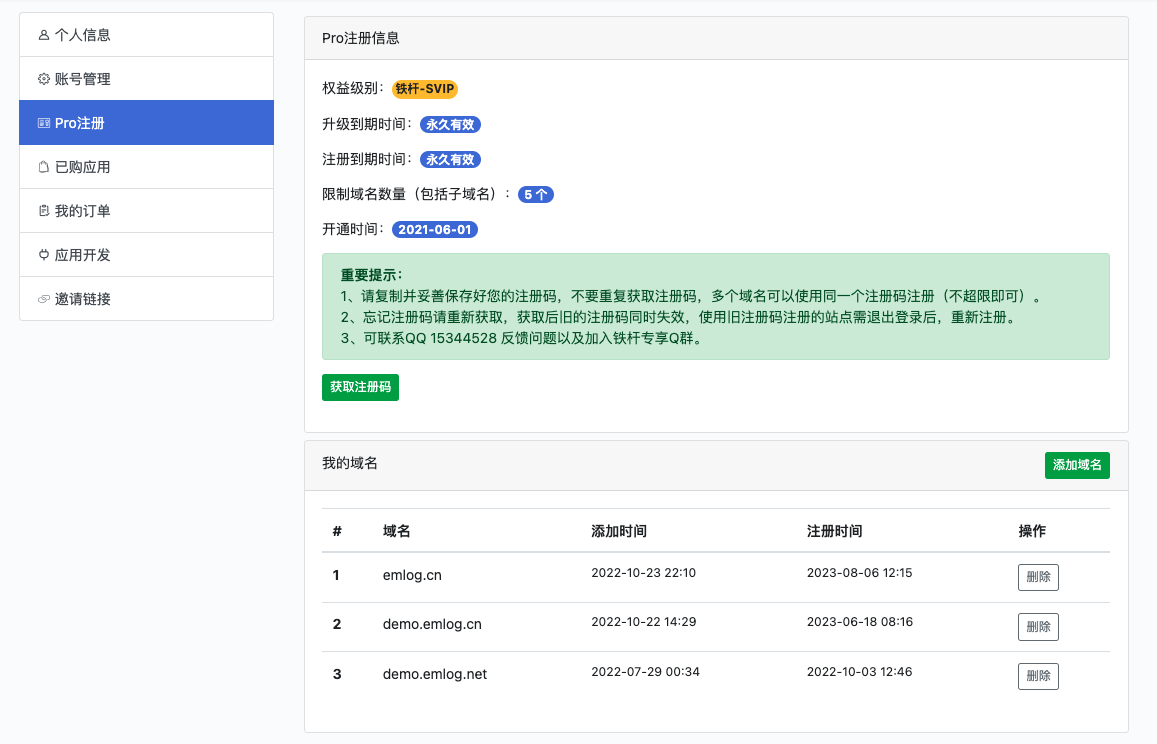 个人信息
账号管理
Pro注册
已购应用
我的订单
应用开发
邀请链接
Pro注册信息
权益级别： 铁杆-SVIP
升级到期时间： 永久有效
注册到期时间： 永久有效
限制域名数量（包括子域名）： 5 个
开通时间： 2021-06-01
重要提示：
1、请复制并妥善保存好您的注册码，不要重复获取注册码，多个域名可以使用同一个注册码注册（不超限即可）。
2、忘记注册码请重新获取，获取后旧的注册码同时失效，使用旧注册码注册的站点需退出登录后，重新注册。
3、可联系QQ 15344528 反馈问题以及加入铁杆专享Q群。
获取注册码
我的域名 添加域名
# 域名 添加时间 注册时间 操作
1 emlog.cn 2022-10-23 22:10 2023-08-06 12:15 删除
2 demo.emlog.cn 2022-10-22 14:29 2023-06-18 08:16 删除
3 demo.emlog.net 2022-07-29 00:34 2022-10-03 12:46 删除